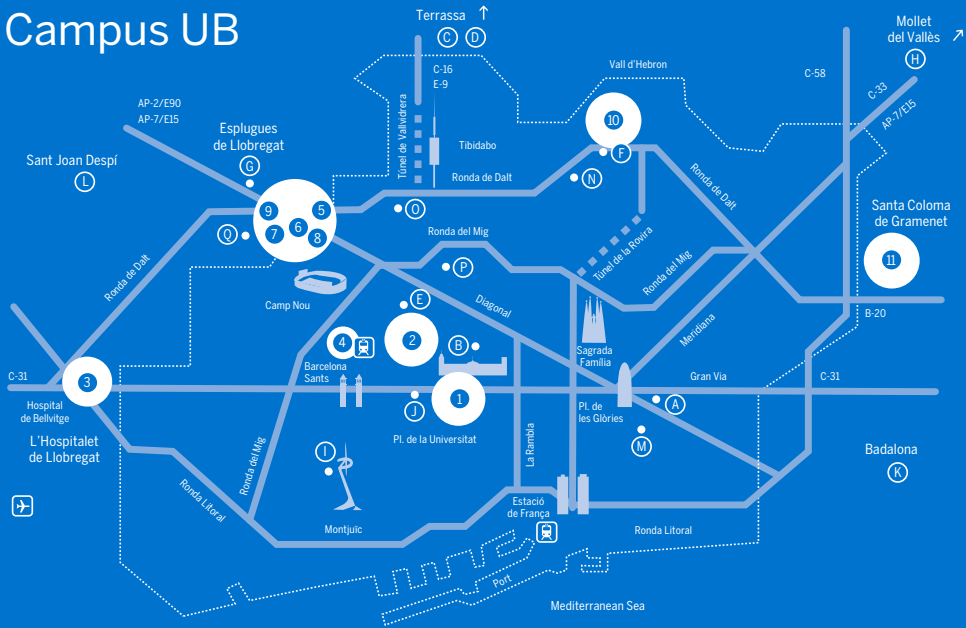 Campus UB
Terrassa
C D
C-16
E-9
Vall d'Hebron
Mollet
del Vallès
H
C-58
C-33
AP-7/E15
AP-2/E90
AP-7/E15
Esplugues
de Llobregat
G
Sant Joan Despí
L
Túnel de Vallvidrera
Tibidabo
Ronda de Dalt
10
F
N
Ronda de Dalt
Santa Coloma
de Gramenet
11
9 5
6
7 8
Q
O
Ronda del Mig
P
Túnel de la Rovira
Ronda del Mig
Ronda de Dalt
Camp Nou
E
Diagonal
Meridiana
B-20
4
2
B
Sagrada
Família
Barcelona
Sants
C-31
3
Gran Via
C-31
Hospital
de Bellvitge
J
1
Pl. de la Universitat
Pl. de
les Glòries
A
M
L'Hospitalet
de Llobregat
Ronda del Mig
I
La Rambla
Badalona
K
Ronda Litoral
Montjuïc
Estació
de França
Ronda Litoral
Port
Mediterranean Sea